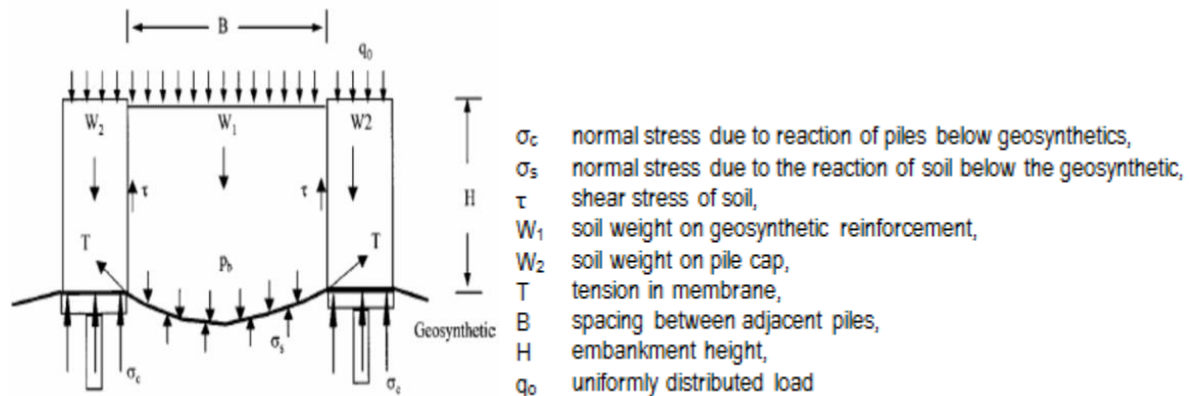 B
q₀
W₂ W₁ W2
τ τ H
T T
Pb
Geosynthetic
σs
σc σc
σc normal stress due to reaction of piles below geosynthetics,
σs normal stress due to the reaction of soil below the geosynthetic,
τ shear stress of soil,
W₁ soil weight on geosynthetic reinforcement,
W₂ soil weight on pile cap,
T tension in membrane,
B spacing between adjacent piles,
H embankment height,
qo uniformly distributed load